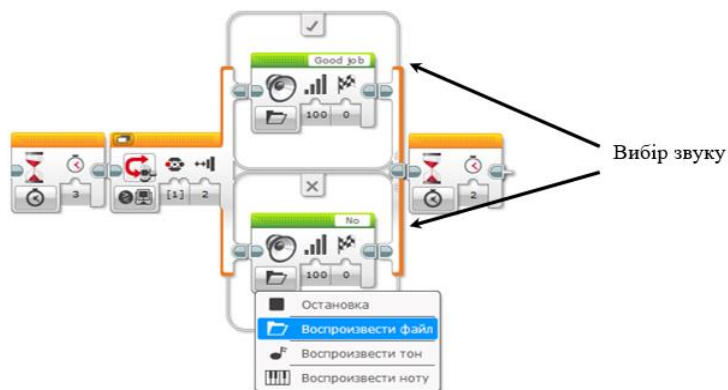 ✓
Good job
100 0
Вибір звуку
3
[1] 2
2
✕
No
100 0
Остановка
Воспроизвести файл
Воспроизвести тон
Воспроизвести ноту